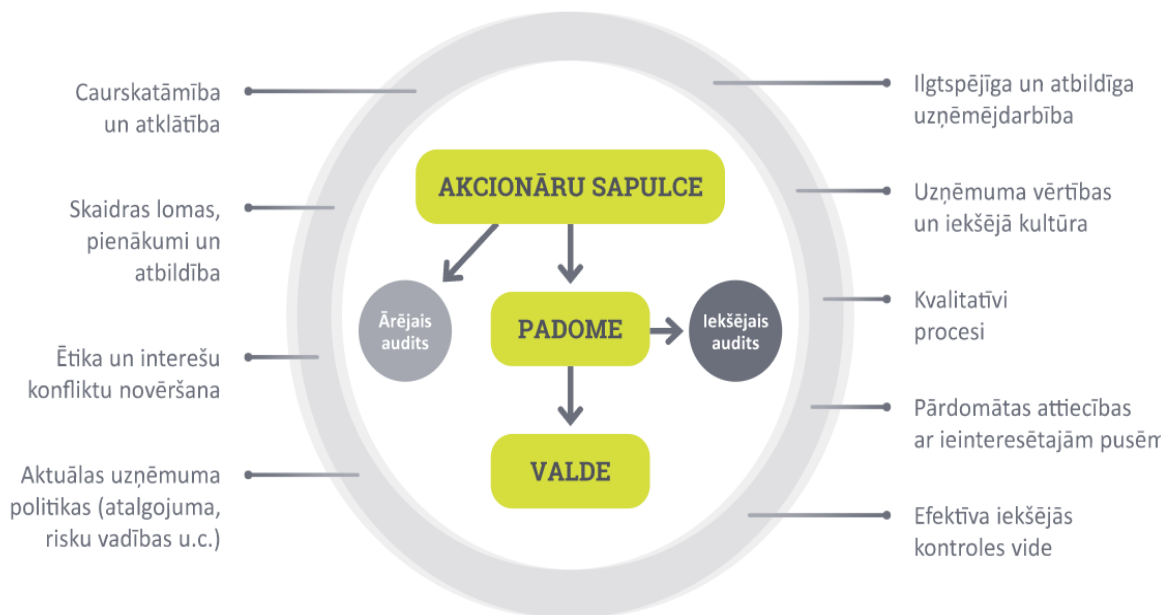 Caurskatāmība
un atklātība
Skaidras lomas,
pienākumi un
atbildība
Ētika un interešu
konfliktu novēršana
Aktuālas uzņēmuma
politikas (atalgojuma,
risku vadības u.c.)
AKCIONĀRU SAPULCE
Ārējais
audits
PADOME
Iekšējais
audits
VALDE
Ilgtspējīga un atbildīga
uzņēmējdarbība
Uzņēmuma vērtības
un iekšējā kultūra
Kvalitatīvi
procesi
Pārdomātas attiecības
ar ieinteresētajām pusēm
Efektīva iekšējās
kontroles vide